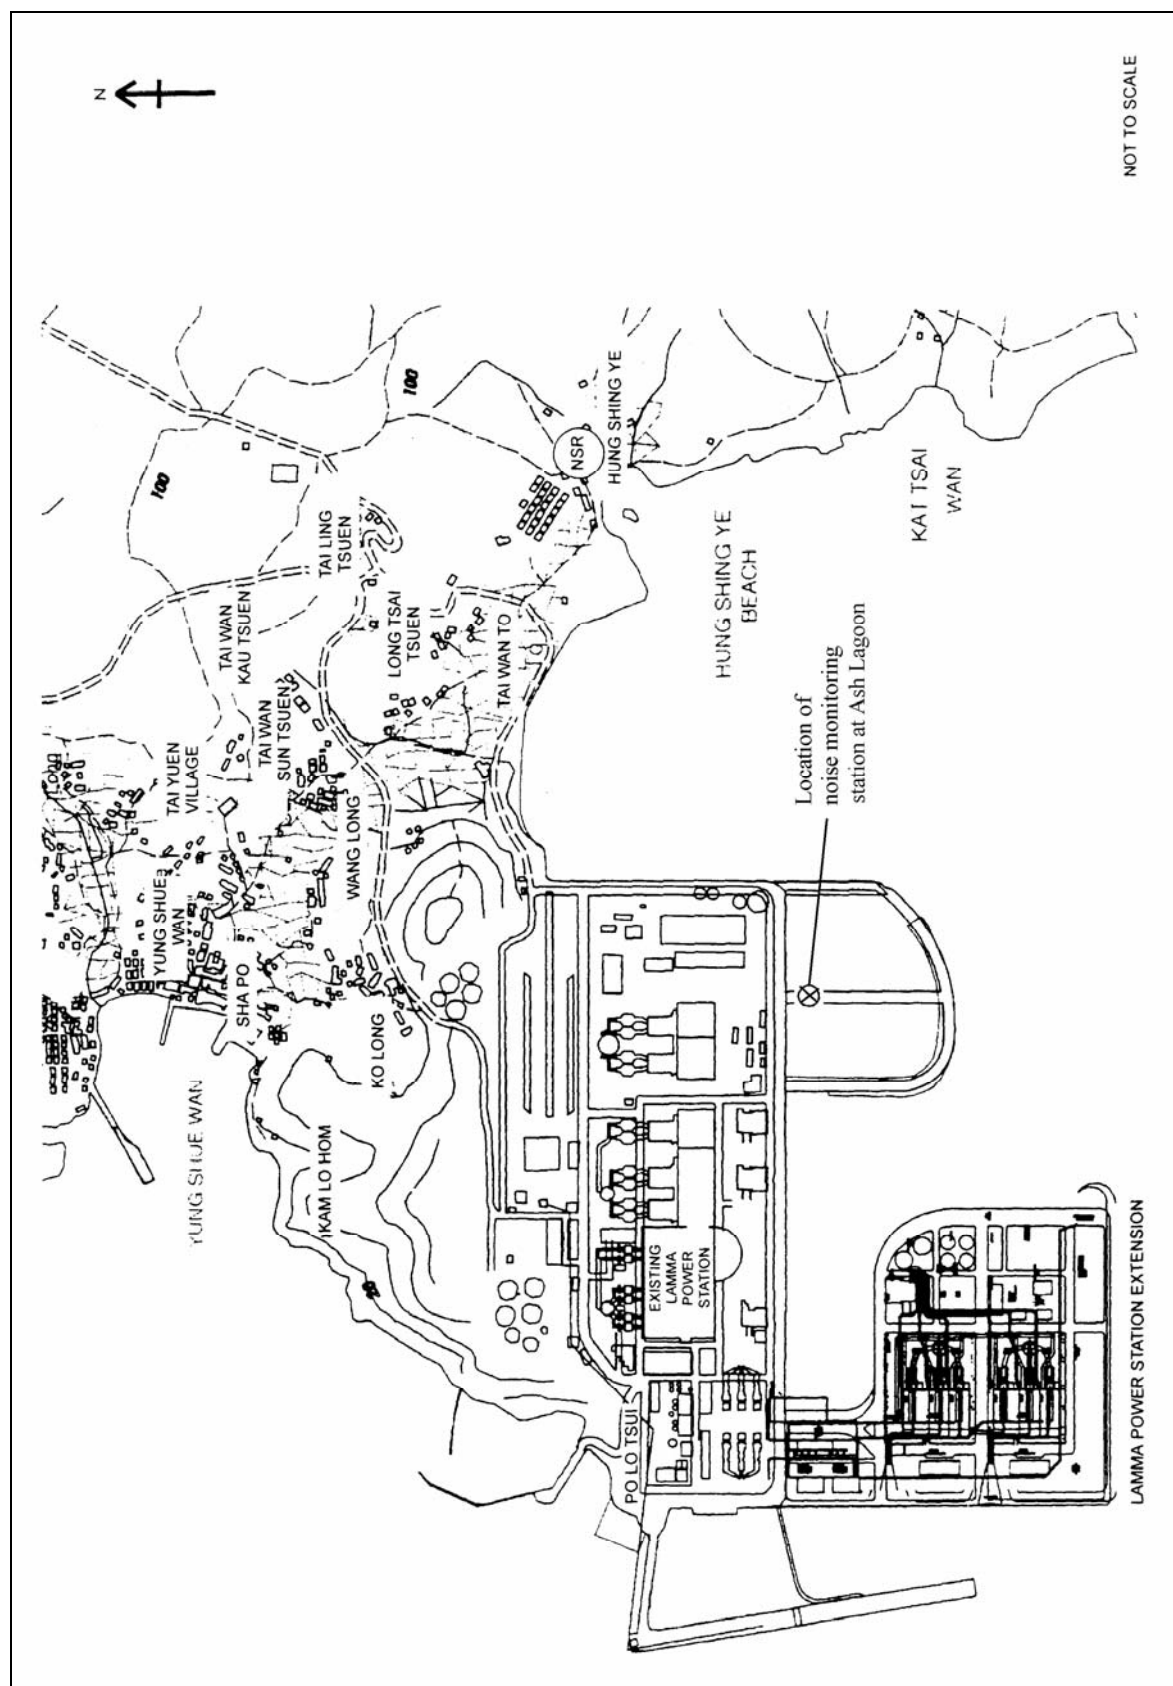 N
NOT TO SCALE
YUNG SHUE WAN
YUNG SHUE
WAN
TAI YUEN
VILLAGE
SHA PO
TAI WAN
KAU TSUEN
TAI WAN
SUN TSUEN
100
100
TAI LING
TSUEN
WANG LONG
LONG TSAI
TSUEN
KO LONG
KAM LO HOM
TAI WAN TO
NSR
HUNG SHING YE
PO LO TSUI
EXISTING
LAMMA
POWER
STATION
HUNG SHING YE
BEACH
KAT TSAI
WAN
Location of
noise monitoring
station at Ash Lagoon
LAMMA POWER STATION EXTENSION